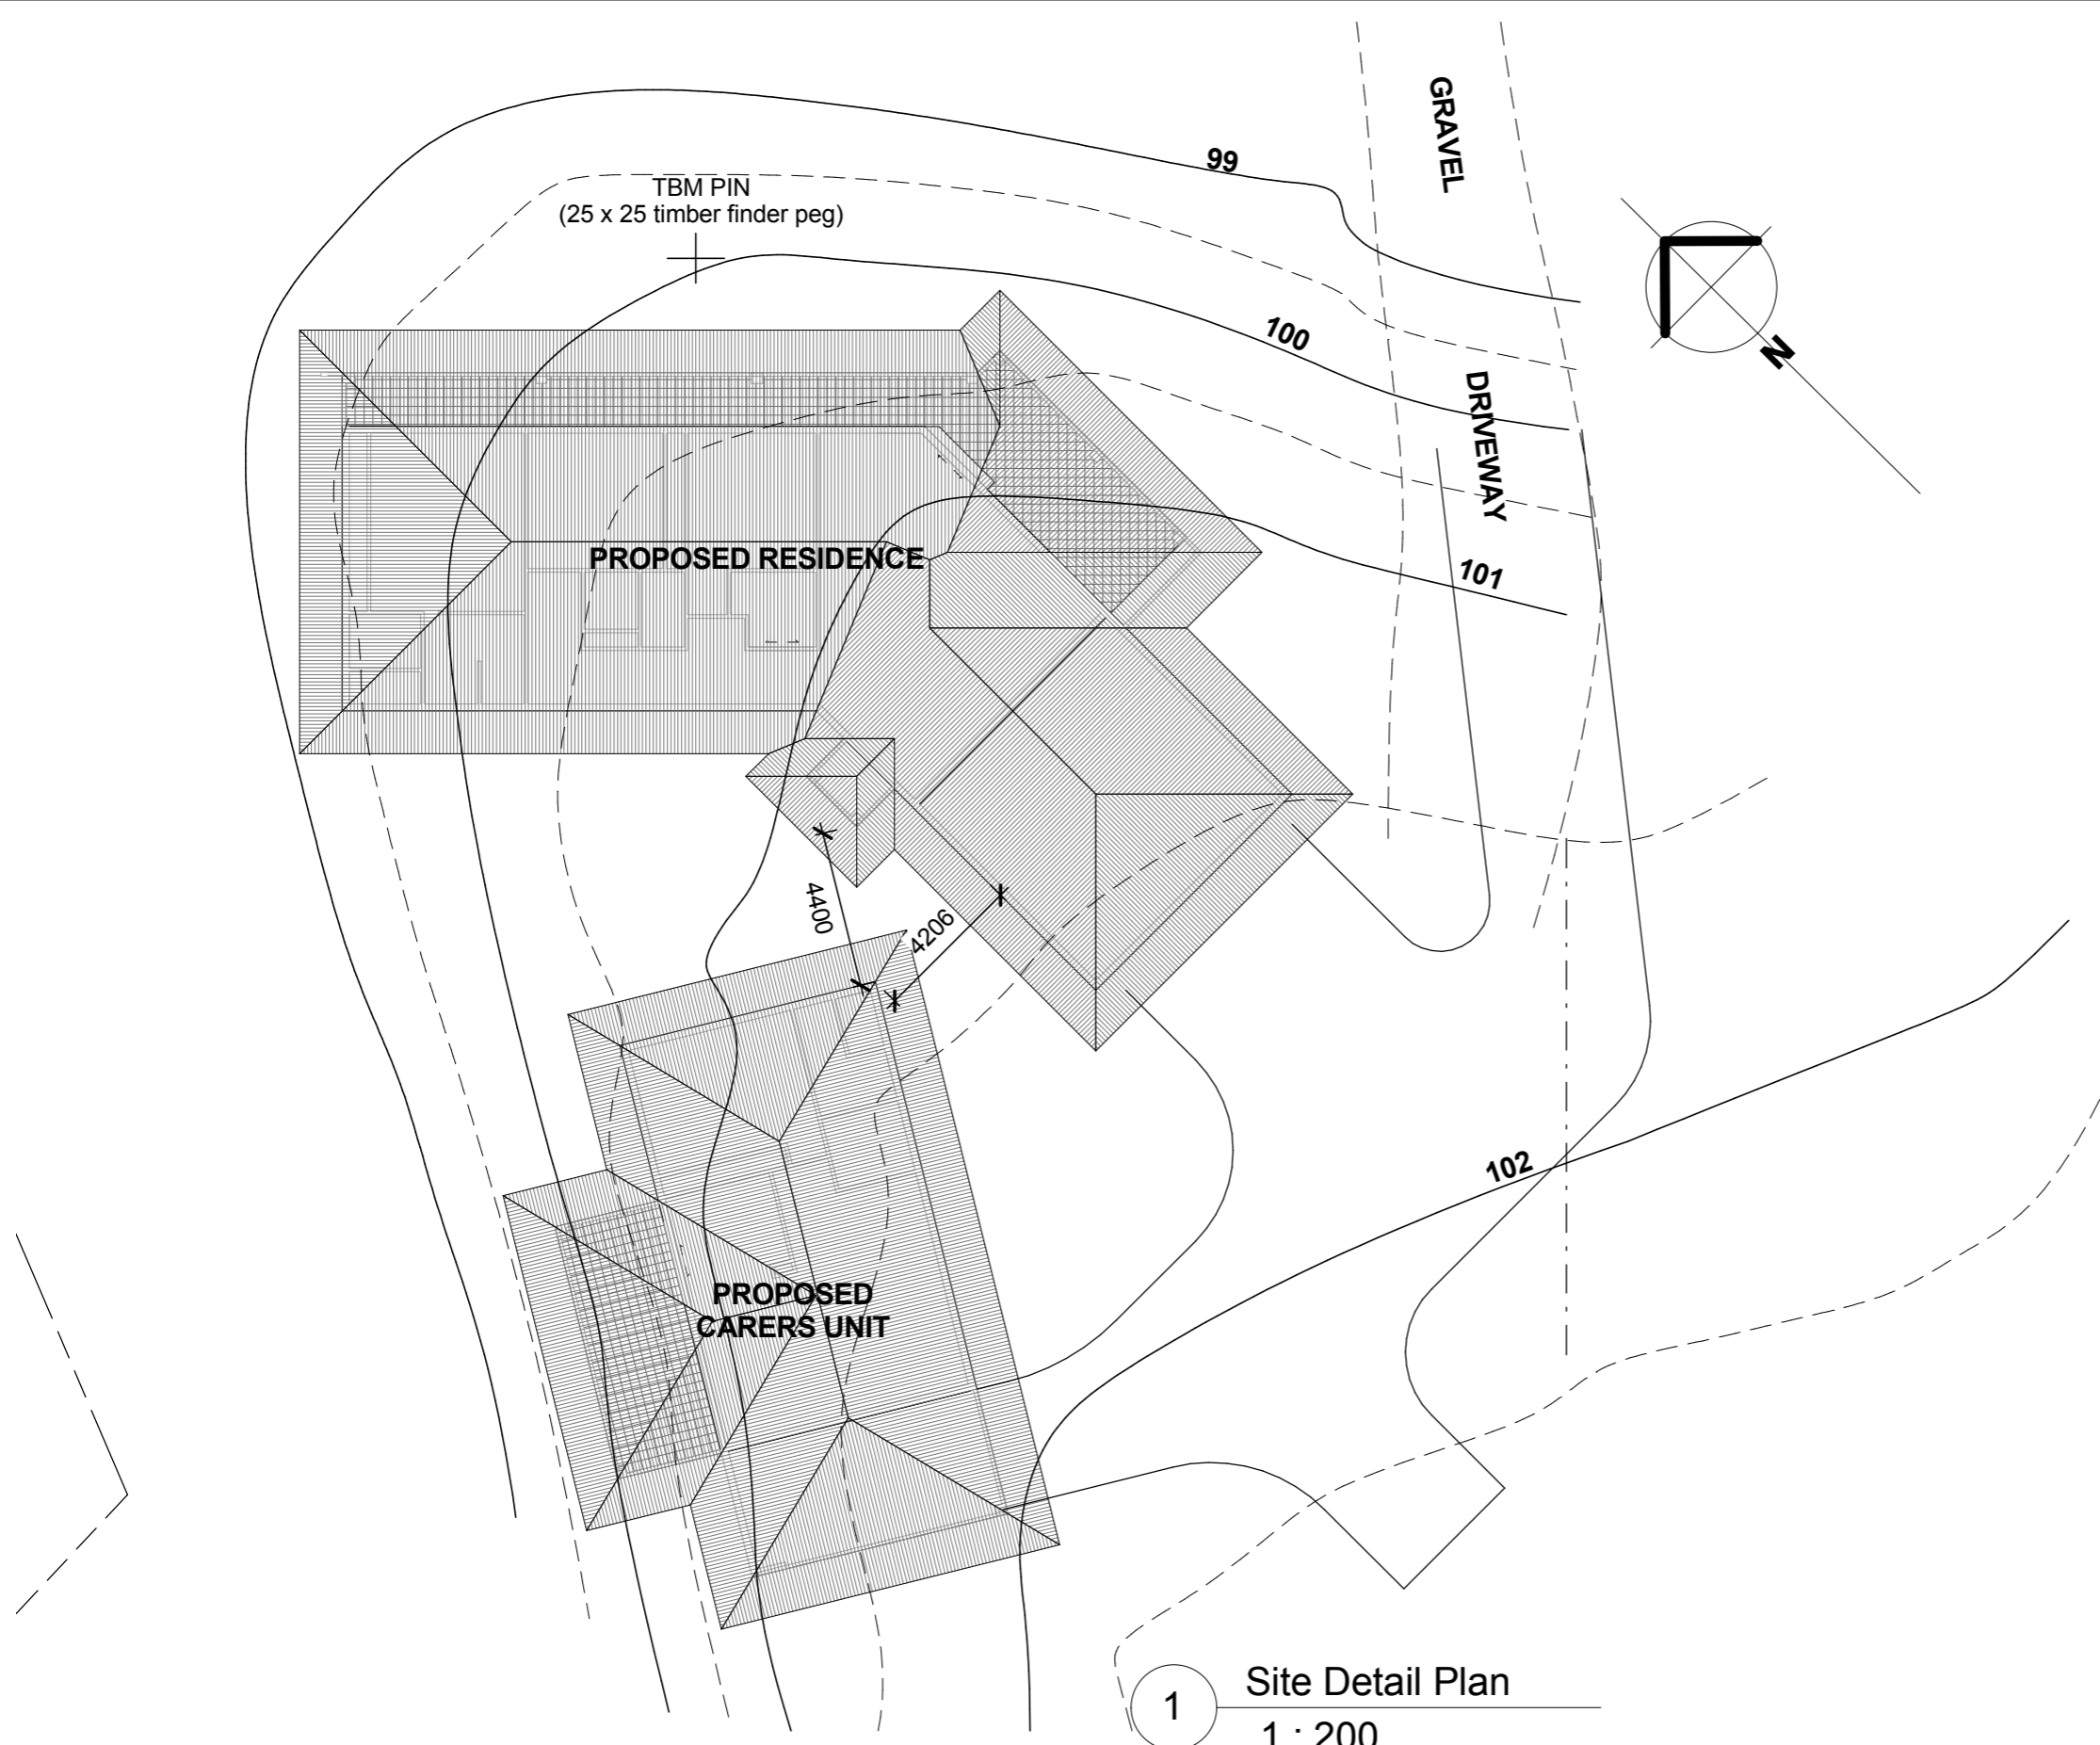 GRAVEL
99
TBM PIN
(25 x 25 timber finder peg)
100
N
DRIVEWAY
PROPOSED RESIDENCE
101
4400
4206
102
PROPOSED
CARERS UNIT
1
Site Detail Plan
1 : 200